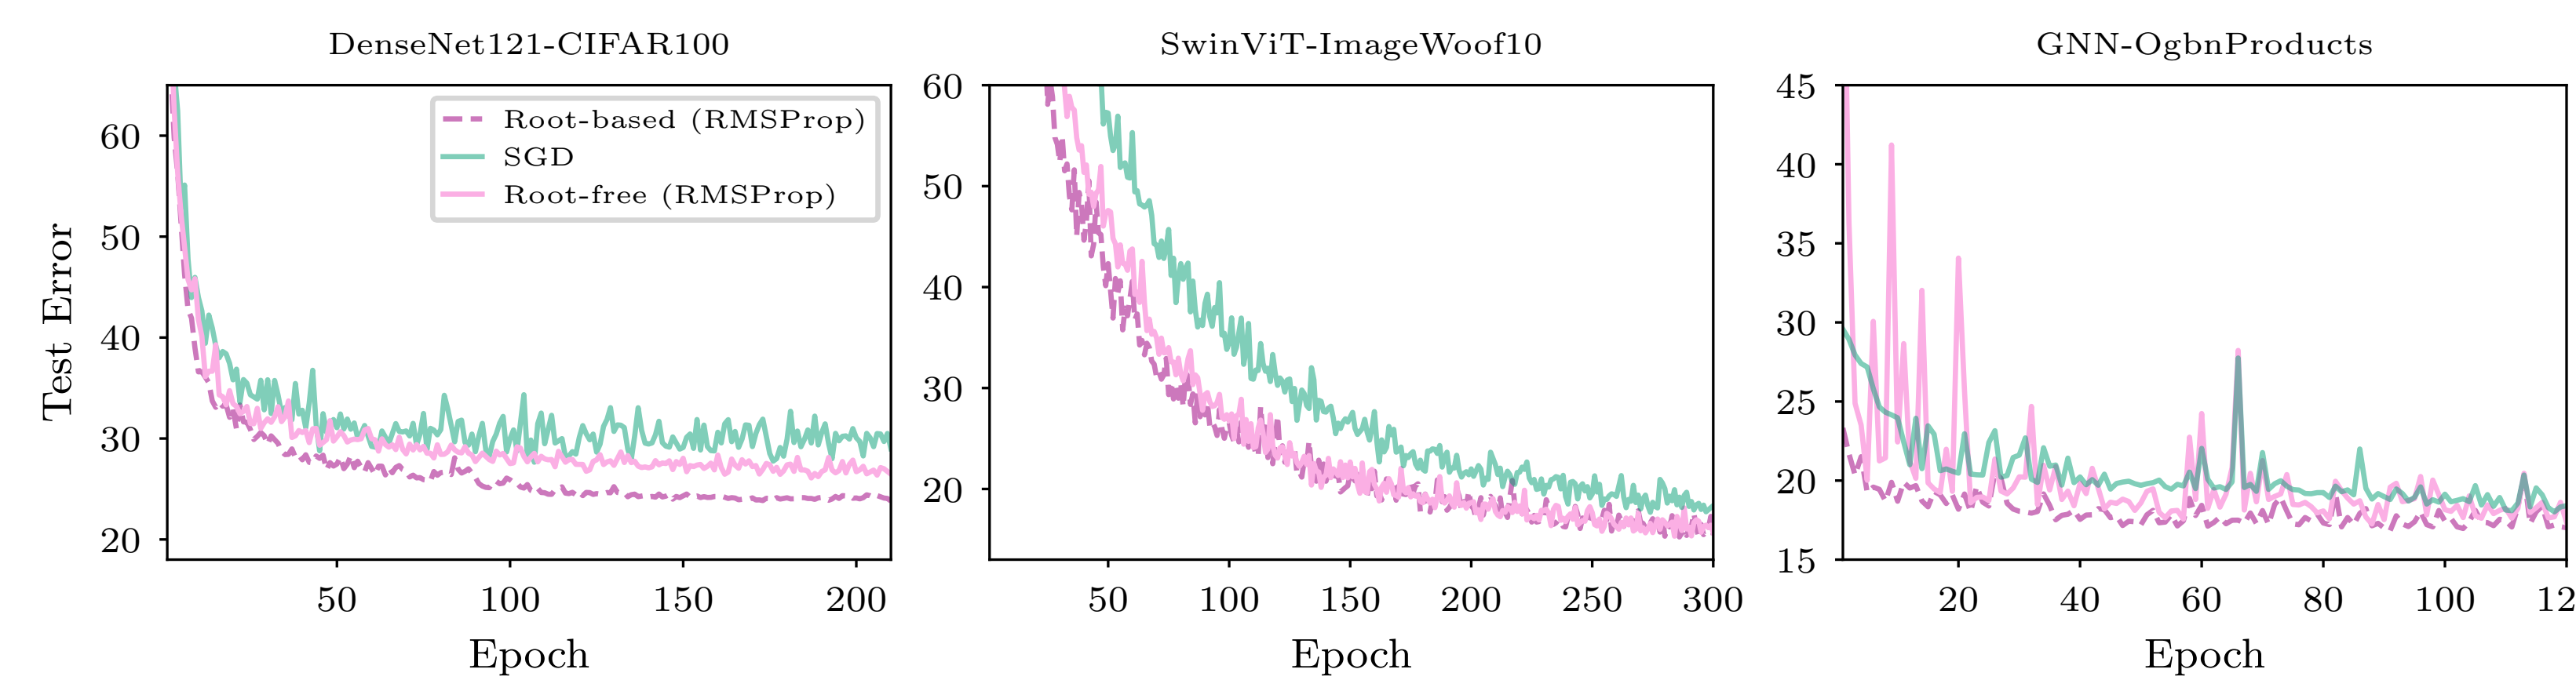 DenseNet121-CIFAR100
SwinViT-ImageWoof10
GNN-OgbnProducts
Test Error
60
50
40
30
20
Root-based (RMSProp)
SGD
Root-free (RMSProp)
50 100 150 200
Epoch
60
50
40
30
20
50 100 150 200 250 300
Epoch
45
40
35
30
25
20
15
20 40 60 80 100 12
Epoch